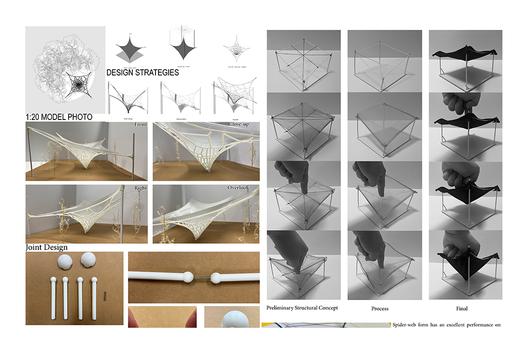 DESIGN STRATEGIES
1:20 MODEL PHOTO
Front
Close-up
Right
Overlook
Joint Design
Preliminary Structural Concept
Process
Final
Spider-web form has an excellent performance on